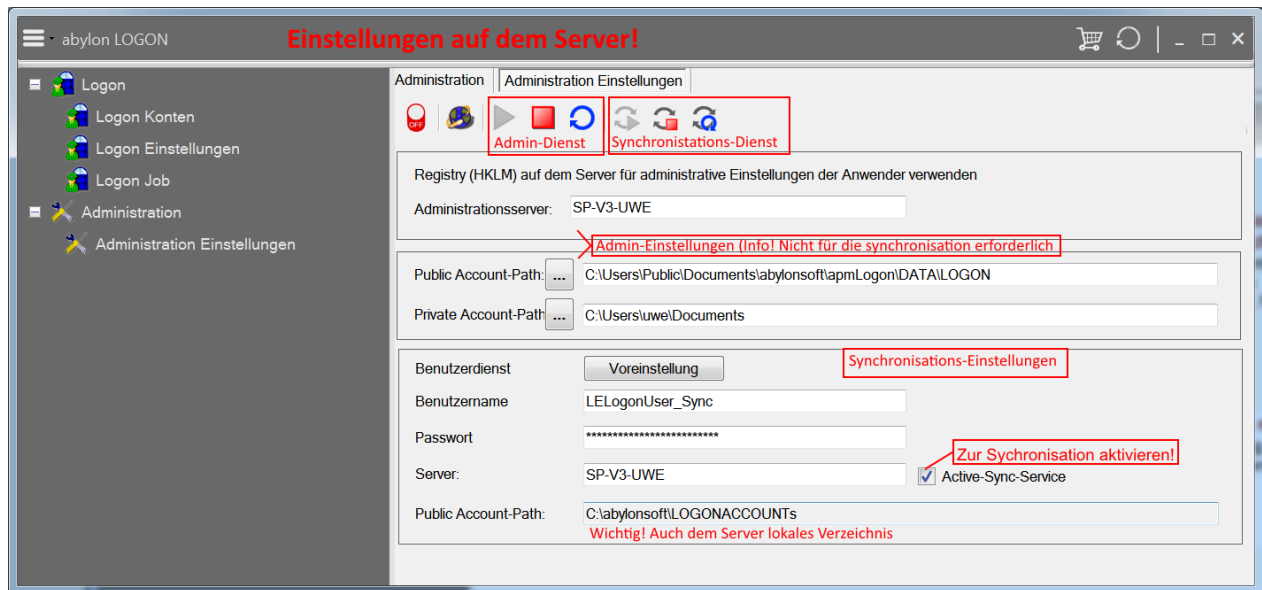 abylon LOGON
Einstellungen auf dem Server!
Logon
Logon Konten
Logon Einstellungen
Logon Job
Administration
Administration Einstellungen
Administration
Administration Einstellungen
OFF
Admin-Dienst
Synchronistations-Dienst
Registry (HKLM) auf dem Server für administrative Einstellungen der Anwender verwenden
Administrationsserver:
SP-V3-UWE
Admin-Einstellungen (Info! Nicht für die synchronisation erforderlich
Public Account-Path:
...
C:\Users\Public\Documents\abylonsoft\apmLogon\DATA\LOGON
Private Account-Path
...
C:\Users\uwe\Documents
Synchronisations-Einstellungen
Benutzerdienst
Voreinstellung
Benutzername
LELogonUser_Sync
Passwort
*************************
Zur Sychronisation aktivieren!
Server:
SP-V3-UWE
Active-Sync-Service
Public Account-Path:
C:\abylonsoft\LOGONACCOUNTs
Wichtig! Auch dem Server lokales Verzeichnis